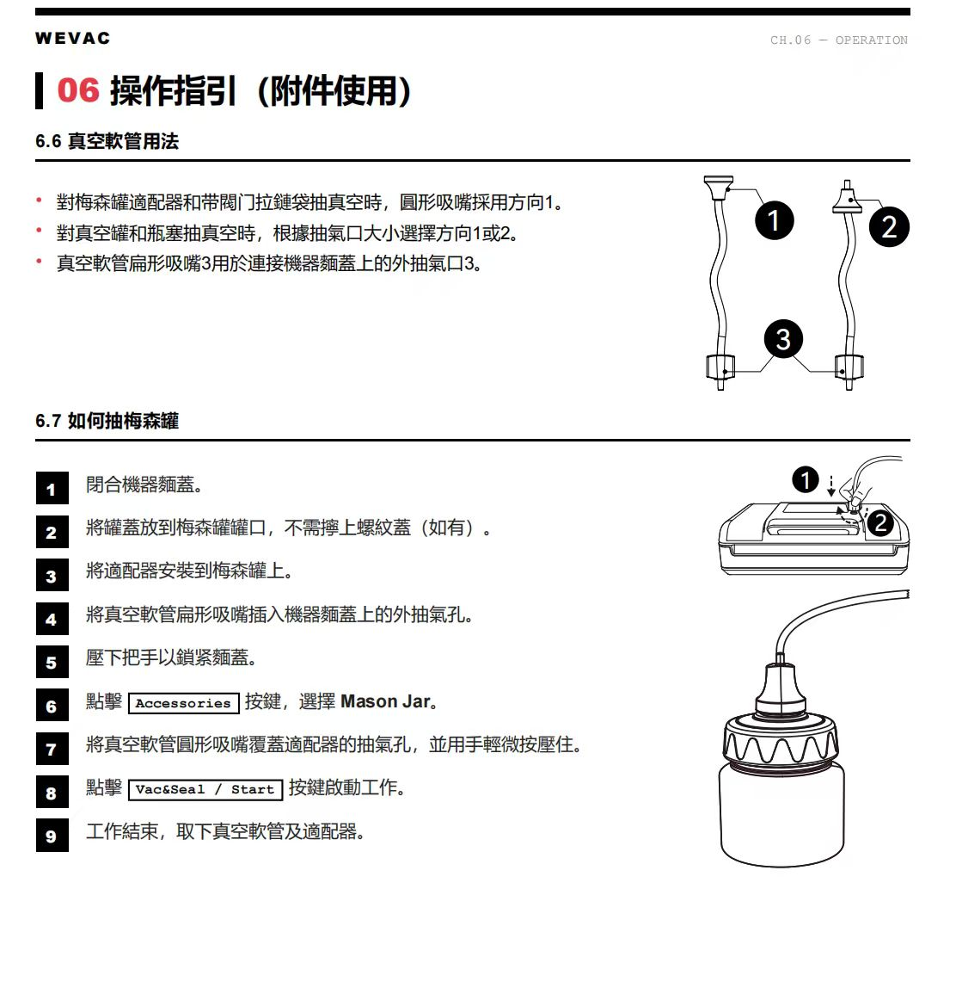 WEVAC
CH.06 — OPERATION
06 操作指引（附件使用）
6.6 真空軟管用法
• 對梅森罐適配器和带閥门拉鏈袋抽真空時，圓形吸嘴採用方向1。
• 對真空罐和瓶塞抽真空時，根據抽氣口大小選擇方向1或2。
• 真空軟管扁形吸嘴3用於連接機器麵蓋上的外抽氣口3。
1
2
3
6.7 如何抽梅森罐
1 閉合機器麵蓋。
2 將罐蓋放到梅森罐罐口，不需擰上螺紋蓋（如有）。
3 將適配器安裝到梅森罐上。
4 將真空軟管扁形吸嘴插入機器麵蓋上的外抽氣孔。
5 壓下把手以鎖紧麵蓋。
6 點擊 Accessories 按鍵，選擇 Mason Jar。
7 將真空軟管圓形吸嘴覆蓋適配器的抽氣孔，並用手輕微按壓住。
8 點擊 Vac&Seal / Start 按鍵啟動工作。
9 工作結束，取下真空軟管及適配器。
1
2